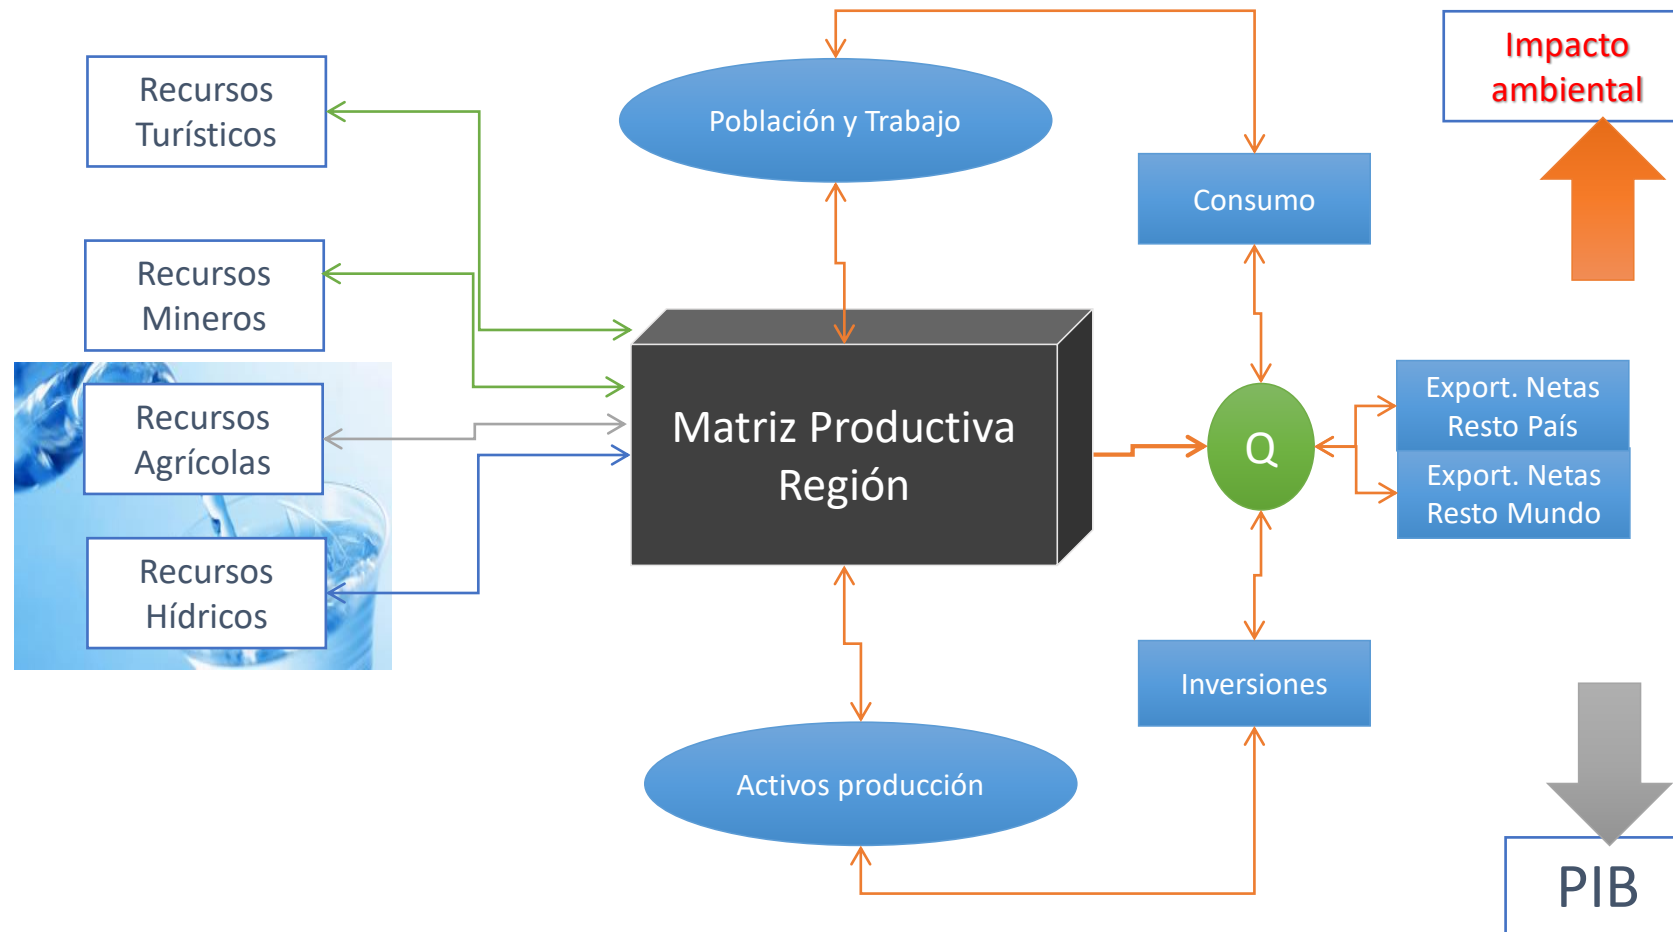 Recursos
Turísticos
Recursos
Mineros
Recursos
Agrícolas
Recursos
Hídricos
Población y Trabajo
Matriz Productiva
Región
Activos producción
Consumo
Q
Inversiones
Export. Netas
Resto País
Export. Netas
Resto Mundo
Impacto
ambiental
PIB